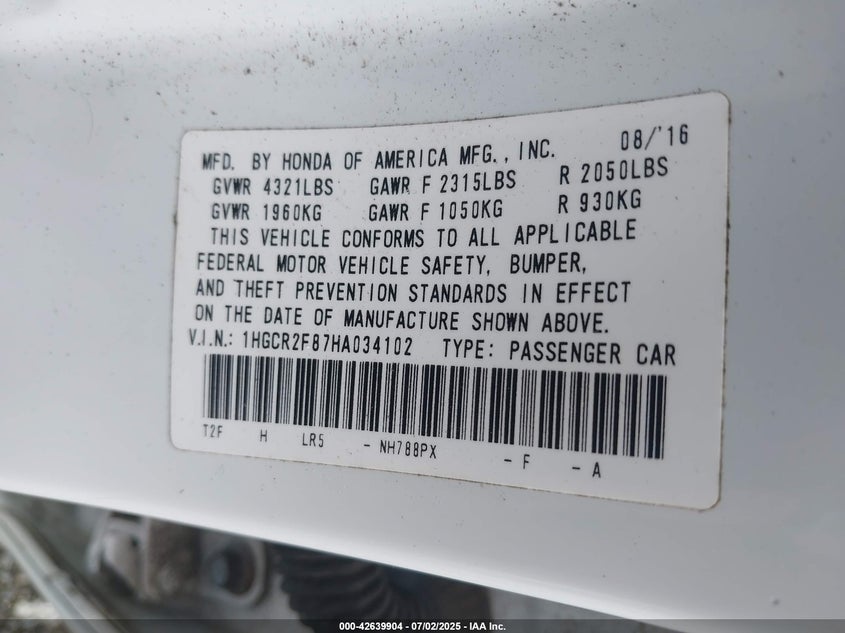 MFD. BY HONDA OF AMERICA MFG., INC. 08/'16
GVWR 4321LBS GAWR F 2315LBS R 2050LBS
GVWR 1960KG GAWR F 1050KG R 930KG
THIS VEHICLE CONFORMS TO ALL APPLICABLE
FEDERAL MOTOR VEHICLE SAFETY, BUMPER,
AND THEFT PREVENTION STANDARDS IN EFFECT
ON THE DATE OF MANUFACTURE SHOWN ABOVE.
V.I.N.: 1HGCR2F87HA034102 TYPE: PASSENGER CAR
T2F H LR5 - NH788PX - F - A
000-42639904 - 07/02/2025 - IAA Inc.